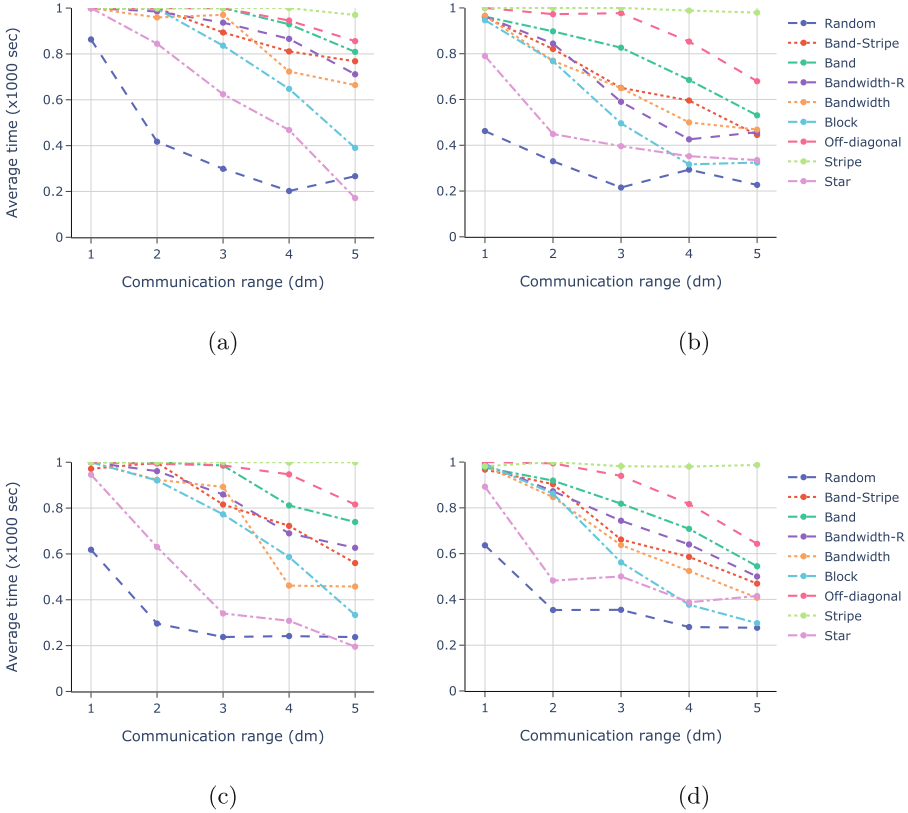 Average time (x1000 sec)
1
0.8
0.6
0.4
0.2
0
1 2 3 4 5
Communication range (dm)
(a)
1
0.8
0.6
0.4
0.2
0
1 2 3 4 5
Communication range (dm)
(b)
Random
Band-Stripe
Band
Bandwidth-R
Bandwidth
Block
Off-diagonal
Stripe
Star
Average time (x1000 sec)
1
0.8
0.6
0.4
0.2
0
1 2 3 4 5
Communication range (dm)
(c)
1
0.8
0.6
0.4
0.2
0
1 2 3 4 5
Communication range (dm)
(d)
Random
Band-Stripe
Band
Bandwidth-R
Bandwidth
Block
Off-diagonal
Stripe
Star